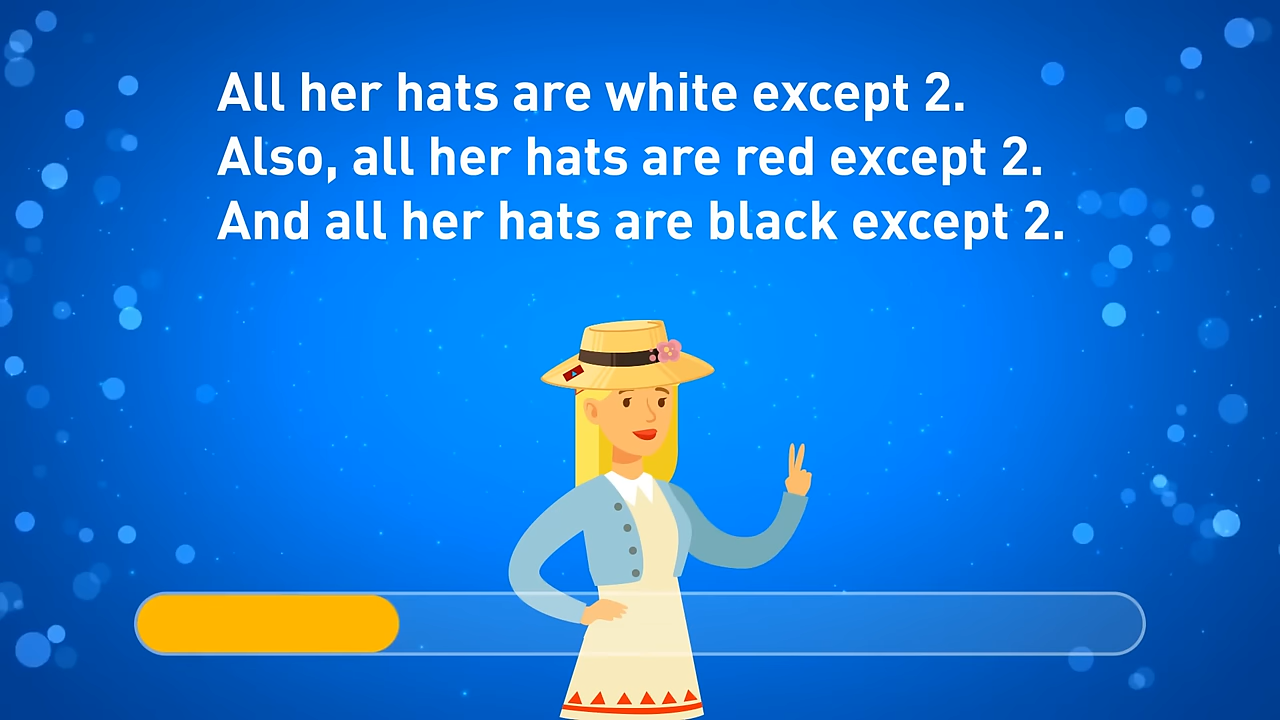 All her hats are white except 2.
Also, all her hats are red except 2.
And all her hats are black except 2.